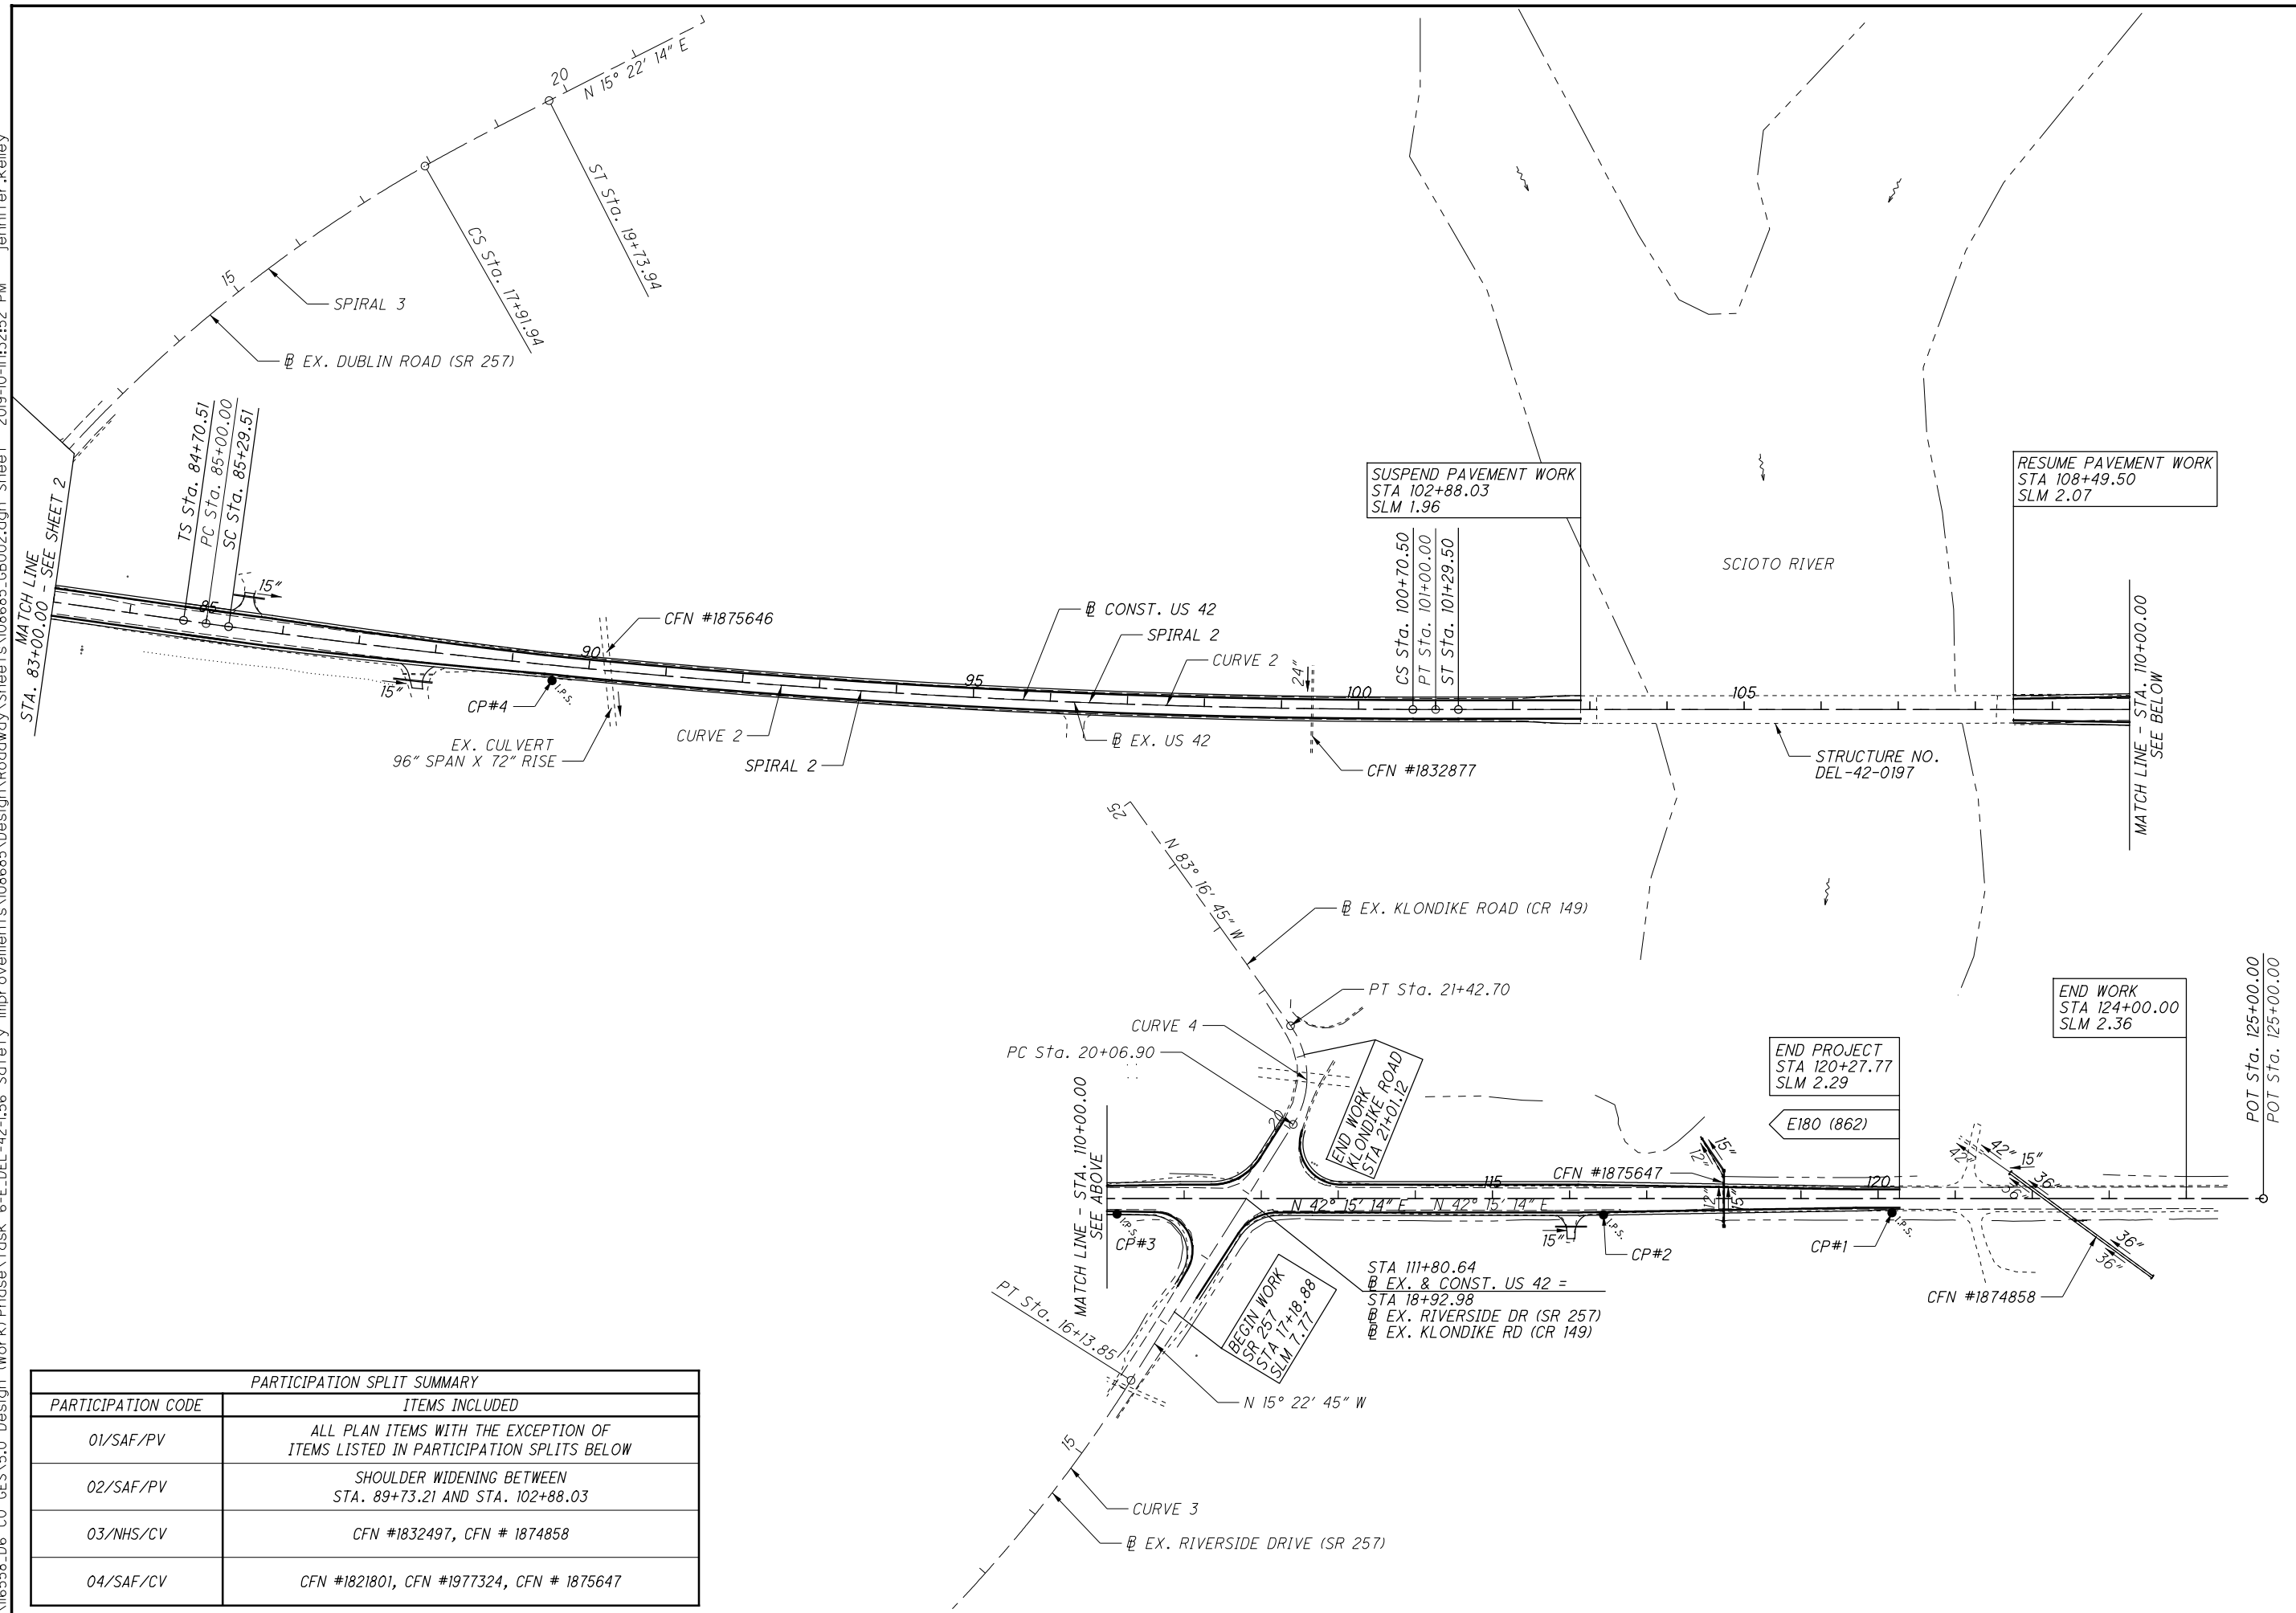 20
N 15° 22' 14" E
ST Sta. 19+73.94
CS Sta. 17+91.94
15
SPIRAL 3
⅊ EX. DUBLIN ROAD (SR 257)
MATCH LINE
STA. 83+00.00 - SEE SHEET 2
TS Sta. 84+70.51
PC Sta. 85+00.00
SC Sta. 85+29.51
85
15"
15"
CP#4
I.P.S.
90
CFN #1875646
EX. CULVERT
96" SPAN X 72" RISE
CURVE 2
SPIRAL 2
95
⅊ CONST. US 42
SPIRAL 2
CURVE 2
⅊ EX. US 42
24"
100
CFN #1832877
SUSPEND PAVEMENT WORK
STA 102+88.03
SLM 1.96
CS Sta. 100+70.50
PT Sta. 101+00.00
ST Sta. 101+29.50
SCIOTO RIVER
105
STRUCTURE NO.
DEL-42-0197
RESUME PAVEMENT WORK
STA 108+49.50
SLM 2.07
MATCH LINE - STA. 110+00.00
SEE BELOW
25
N 83° 16' 45" W
⅊ EX. KLONDIKE ROAD (CR 149)
PT Sta. 21+42.70
CURVE 4
PC Sta. 20+06.90
20
END WORK
KLONDIKE ROAD
STA 21+01.12
MATCH LINE - STA. 110+00.00
SEE ABOVE
I.P.S.
CP#3
N 42° 15' 14" E
N 42° 15' 14" E
115
CFN #1875647
15"
12"
12"
15"
15"
I.P.S.
CP#2
END PROJECT
STA 120+27.77
SLM 2.29
E180 (862)
120
I.P.S.
CP#1
END WORK
STA 124+00.00
SLM 2.36
42"
42"
15"
36"
36"
36"
36"
CFN #1874858
POT Sta. 125+00.00
POT Sta. 125+00.00
STA 111+80.64
⅊ EX. & CONST. US 42 =
STA 18+92.98
⅊ EX. RIVERSIDE DR (SR 257)
⅊ EX. KLONDIKE RD (CR 149)
BEGIN WORK
SR 257
STA 17+18.88
SLM 7.77
PT Sta. 16+13.85
N 15° 22' 45" W
15
CURVE 3
⅊ EX. RIVERSIDE DRIVE (SR 257)
PARTICIPATION SPLIT SUMMARY
PARTICIPATION CODE ITEMS INCLUDED
01/SAF/PV ALL PLAN ITEMS WITH THE EXCEPTION OF
ITEMS LISTED IN PARTICIPATION SPLITS BELOW
02/SAF/PV SHOULDER WIDENING BETWEEN
STA. 89+73.21 AND STA. 102+88.03
03/NHS/CV CFN #1832497, CFN # 1874858
04/SAF/CV CFN #1821801, CFN #1977324, CFN # 1875647